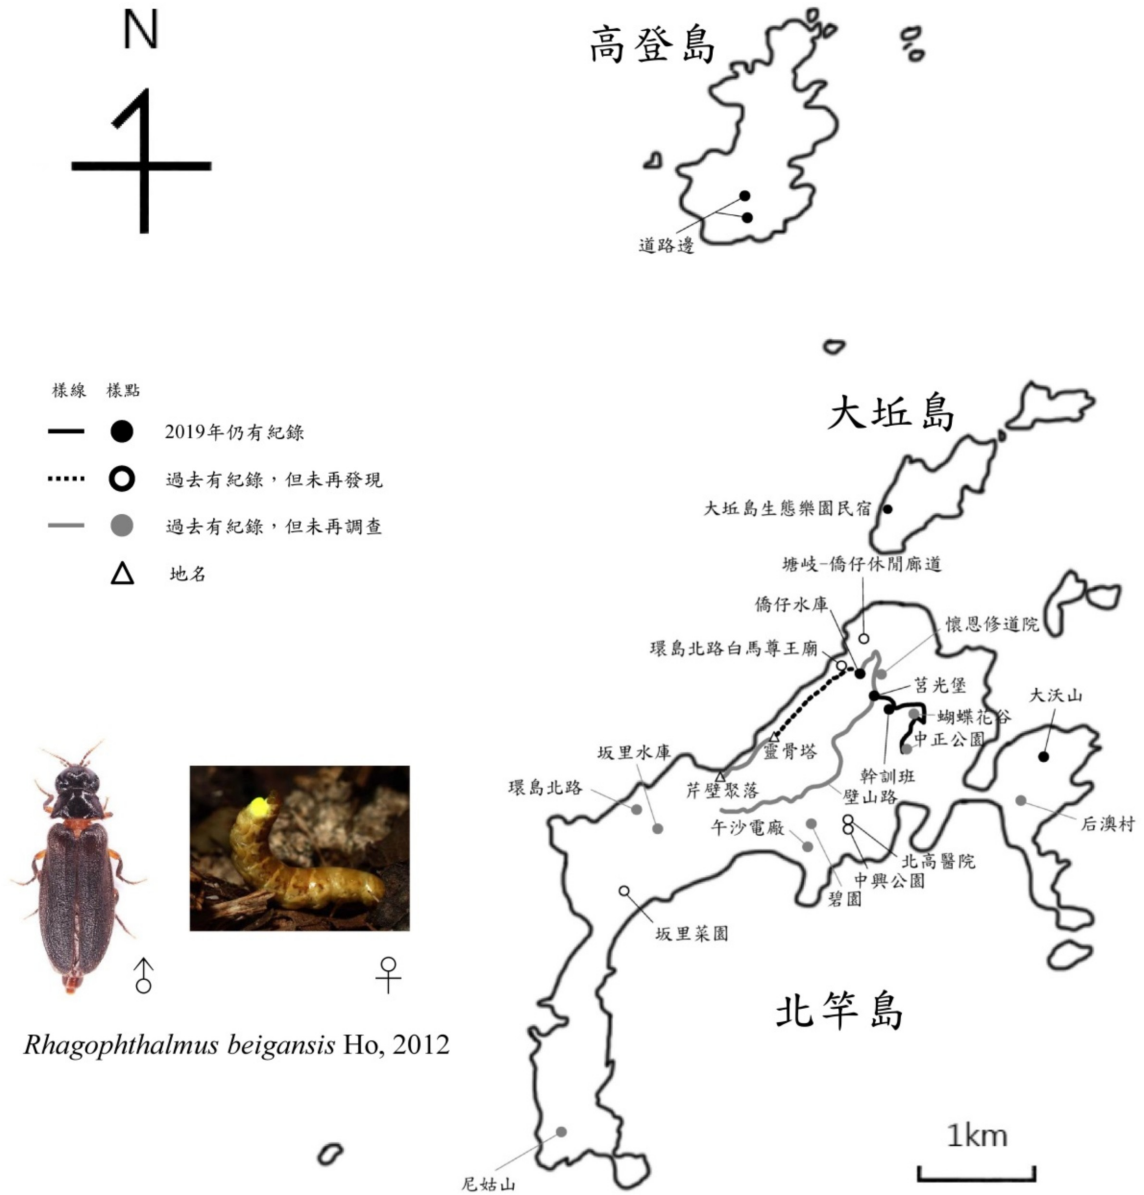 N
高登島
道路邊
樣線 樣點
2019年仍有紀錄
過去有紀錄，但未再發現
過去有紀錄，但未再調查
地名
大坵島
大坵島生態樂園民宿
塘岐-僑仔休閒廊道
僑仔水庫
懷恩修道院
環島北路白馬尊王廟
莒光堡
大沃山
蝴蝶花谷
中正公園
靈骨塔
坂里水庫
幹訓班
芹壁聚落
環島北路
壁山路
午沙電廠
后澳村
北高醫院
中興公園
碧園
坂里菜園
♂
♀
北竿島
Rhagophthalmus beigansis Ho, 2012
1km
尼姑山